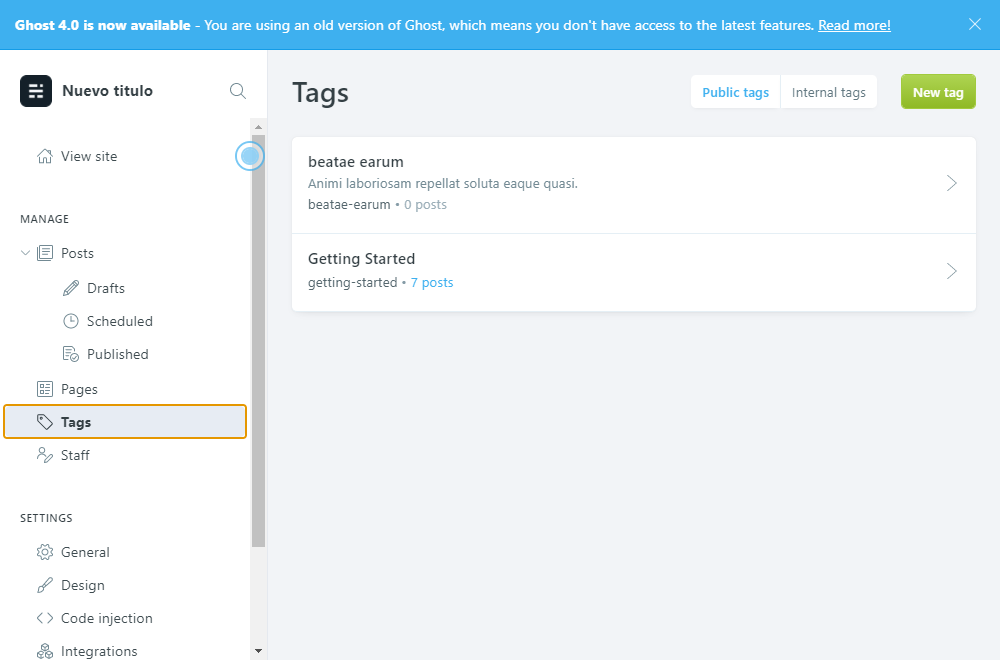 Ghost 4.0 is now available - You are using an old version of Ghost, which means you don't have access to the latest features. Read more!
Nuevo titulo
View site
MANAGE
Posts
Drafts
Scheduled
Published
Pages
Tags
Staff
SETTINGS
General
Design
Code injection
Integrations
Tags
Public tags
Internal tags
New tag
beatae earum
Animi laboriosam repellat soluta eaque quasi.
beatae-earum • 0 posts
Getting Started
getting-started • 7 posts